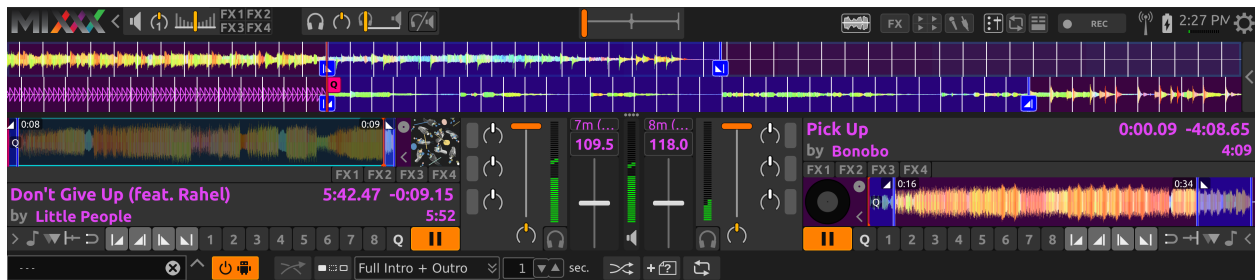 MIXXX
FX1 FX2
FX3 FX4
FX
REC
2:27 PM
Q
0:08
0:09
Q
FX1 FX2 FX3 FX4
Don't Give Up (feat. Rahel) 5:42.47 -0:09.15
by Little People 5:52
1 2 3 4 5 6 7 8 Q
7m (...
109.5
8m (...
118.0
Pick Up 0:00.09 -4:08.65
by Bonobo 4:09
FX1 FX2 FX3 FX4
0:16
0:34
Q
Q 1 2 3 4 5 6 7 8
---
Full Intro + Outro
1 sec.